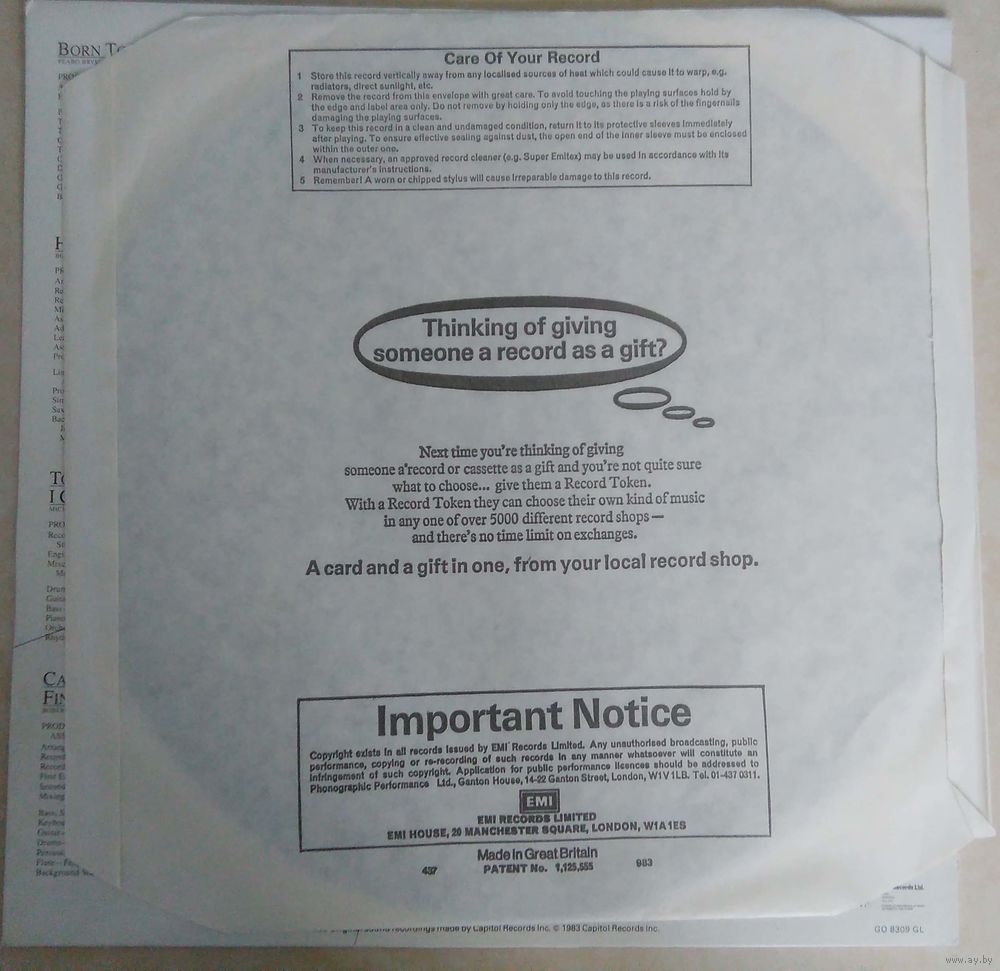 BORN TO
Care Of Your Record
1 Store this record vertically away from any localised sources of heat which could cause it to warp, e.g.
radiators, direct sunlight, etc.
2 Remove the record from this envelope with great care. To avoid touching the playing surfaces hold by
the edge and label area only. Do not remove by holding only the edge, as there is a risk of the fingernails
damaging the playing surfaces.
3 To keep this record in a clean and undamaged condition, return it to its protective sleeves immediately
after playing. To ensure effective sealing against dust, the open end of the inner sleeve must be enclosed
within the outer one.
4 When necessary, an approved record cleaner (e.g. Super Emitex) may be used in accordance with its
manufacturer's instructions.
5 Remember! A worn or chipped stylus will cause irreparable damage to this record.
Thinking of giving
someone a record as a gift?
Next time you're thinking of giving
someone a record or cassette as a gift and you're not quite sure
what to choose... give them a Record Token.
With a Record Token they can choose their own kind of music
in any one of over 5000 different record shops—
and there's no time limit on exchanges.
A card and a gift in one, from your local record shop.
Important Notice
Copyright exists in all records issued by EMI Records Limited. Any unauthorised broadcasting, public
performance, copying or re-recording of such records in any manner whatsoever will constitute an
infringement of such copyright. Application for public performance licences should be addressed to
Phonographic Performance Ltd., Ganton House, 14-22 Ganton Street, London, W1V 1LB. Tel. 01-437 0311.
EMI
EMI RECORDS LIMITED
EMI HOUSE, 20 MANCHESTER SQUARE, LONDON, W1A1ES
Made in Great Britain
437 PATENT No. 1,125,555 983
Records Ltd.
sound recordings made by Capitol Records Inc. © 1983 Capitol Records Inc.
GO 8309 GL
www.ay.by